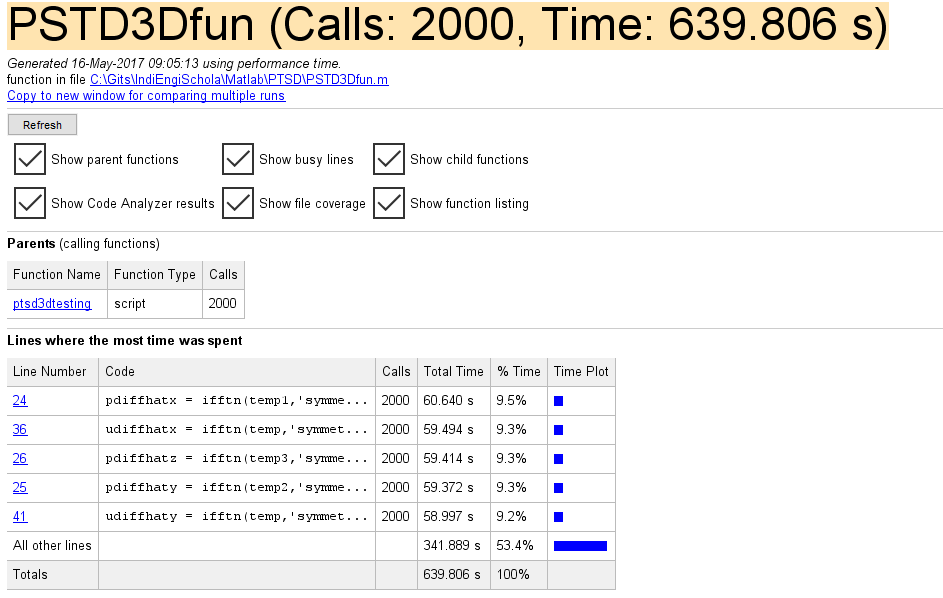 PSTD3Dfun (Calls: 2000, Time: 639.806 s)
Generated 16-May-2017 09:05:13 using performance time.
function in file C:\Gits\IndiEngiSchola\Matlab\PTSD\PSTD3Dfun.m
Copy to new window for comparing multiple runs
Refresh
Show parent functions Show busy lines Show child functions
Show Code Analyzer results Show file coverage Show function listing
Parents (calling functions)
Function Name Function Type Calls
ptsd3dtesting script 2000
Lines where the most time was spent
Line Number Code Calls Total Time % Time Time Plot
24 pdiffhatx = ifftn(temp1,'symme... 2000 60.640 s 9.5%
36 udiffhatx = ifftn(temp,'symmet... 2000 59.494 s 9.3%
26 pdiffhatz = ifftn(temp3,'symme... 2000 59.414 s 9.3%
25 pdiffhaty = ifftn(temp2,'symme... 2000 59.372 s 9.3%
41 udiffhaty = ifftn(temp,'symmet... 2000 58.997 s 9.2%
All other lines 341.889 s 53.4%
Totals 639.806 s 100%